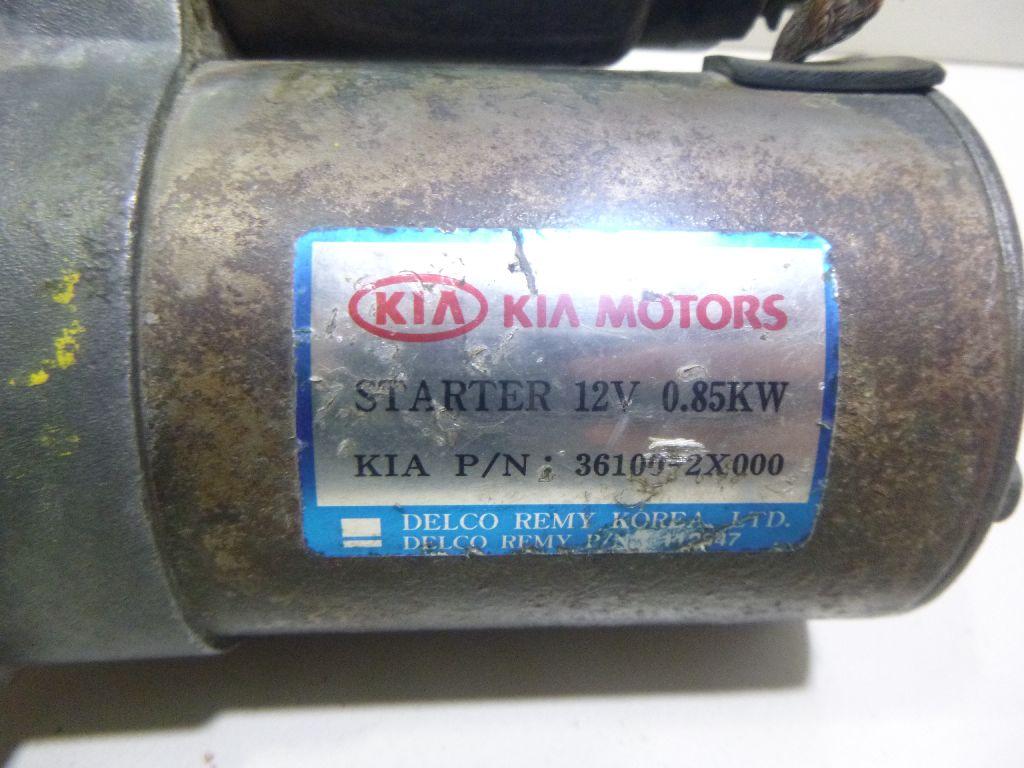 KIA KIA MOTORS
STARTER 12V 0.85KW
KIA P/N : 36100-2X000
DELCO REMY KOREA. LTD.
DELCO REMY P/N